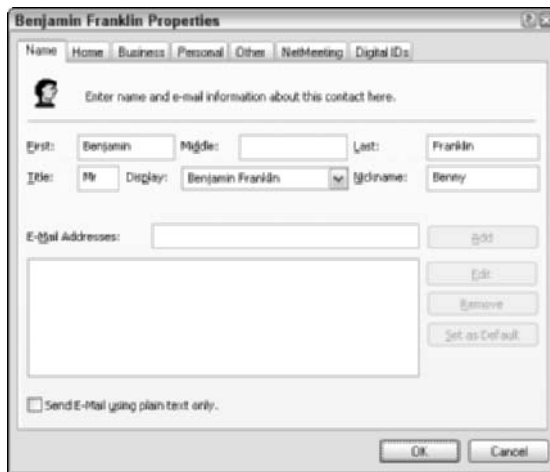 Benjamin Franklin Properties
Name Home Business Personal Other NetMeeting Digital IDs
Enter name and e-mail information about this contact here.
First: Benjamin Middle: Last: Franklin
Title: Mr Display: Benjamin Franklin Nickname: Benny
E-Mail Addresses: Add
Edit
Remove
Set as Default
Send E-Mail using plain text only.
OK Cancel